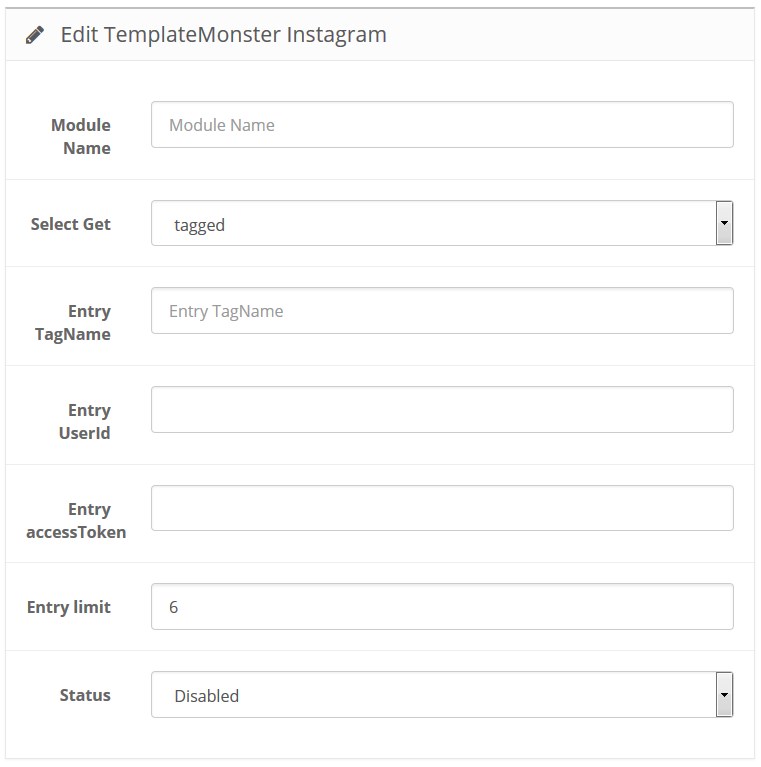 Edit TemplateMonster Instagram
Module
Name
Module Name
Select Get
tagged
Entry
TagName
Entry TagName
Entry
UserId
Entry
accessToken
Entry limit
6
Status
Disabled